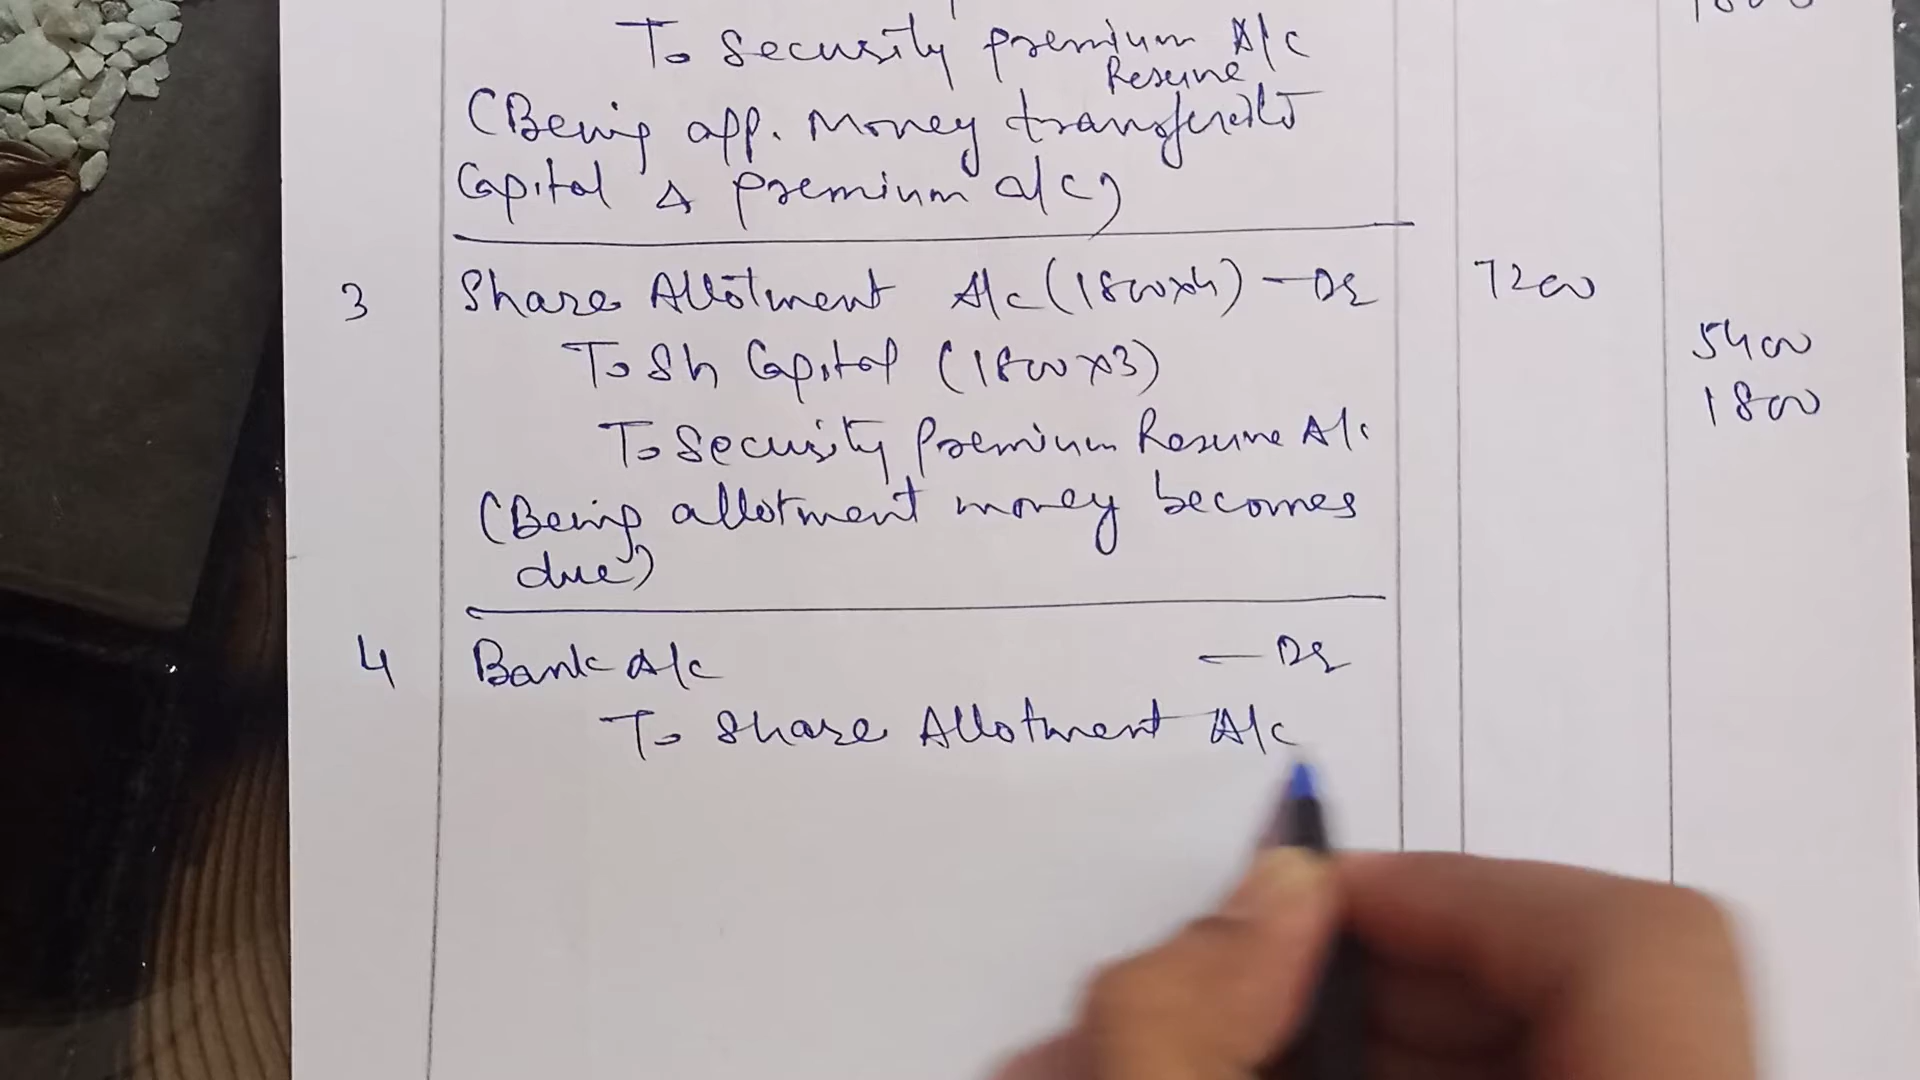 1800
To Security premium A/c
Reserve
(Being app. Money transferred to
Capital & premium a/c)
3 Share Allotment A/c (1800x4) — Dr 7200
To Sh Capital (1800x3) 5400
To Security Premium Reserve A/c 1800
(Being allotment money becomes
due)
4 Bank A/c — Dr
To Share Allotment A/c